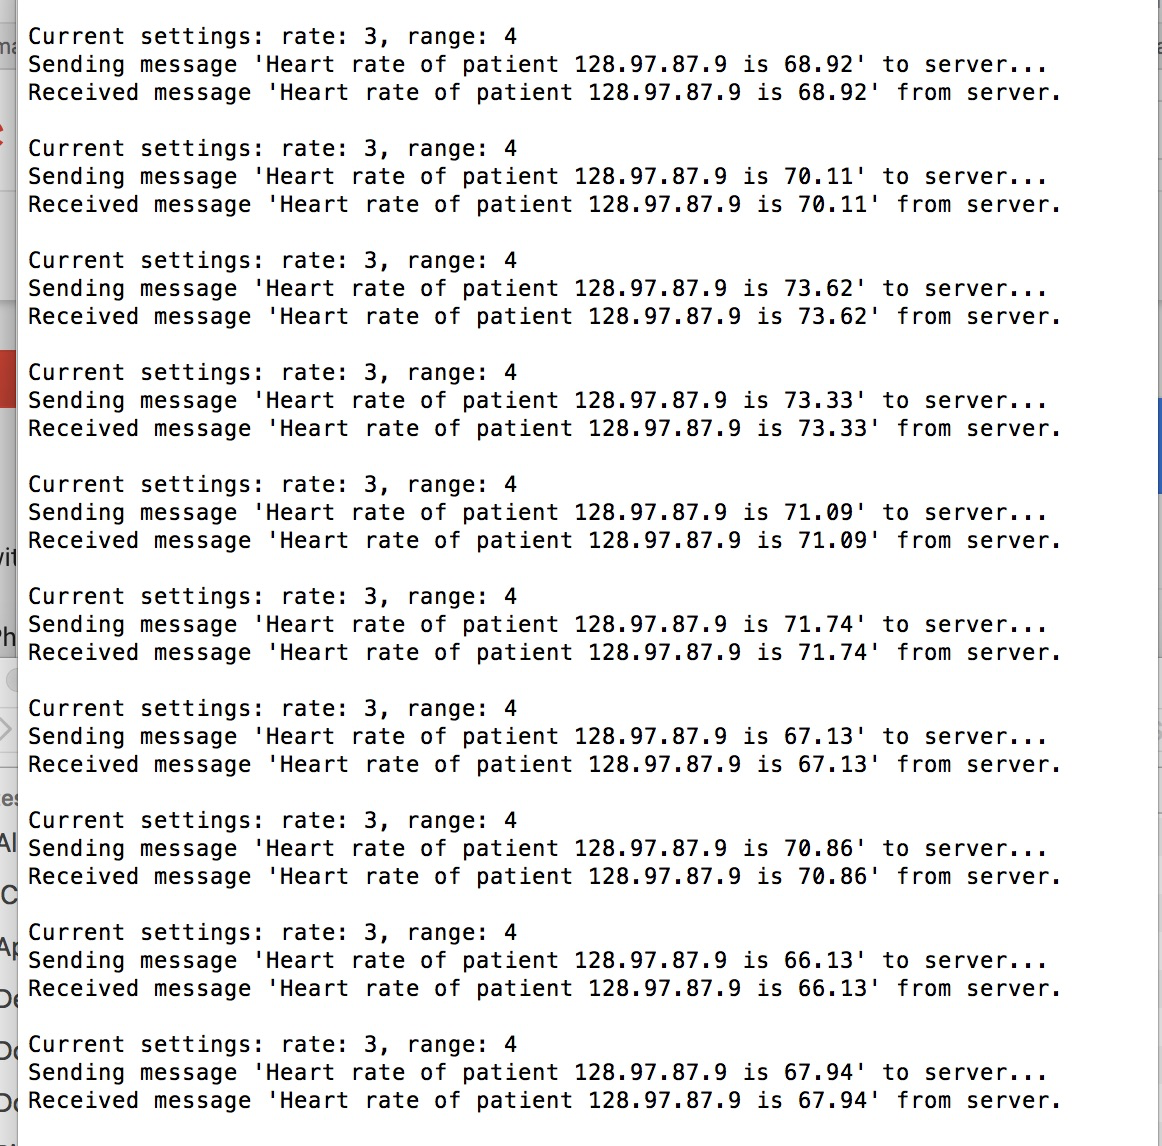 Current settings: rate: 3, range: 4
Sending message 'Heart rate of patient 128.97.87.9 is 68.92' to server...
Received message 'Heart rate of patient 128.97.87.9 is 68.92' from server.
Current settings: rate: 3, range: 4
Sending message 'Heart rate of patient 128.97.87.9 is 70.11' to server...
Received message 'Heart rate of patient 128.97.87.9 is 70.11' from server.
Current settings: rate: 3, range: 4
Sending message 'Heart rate of patient 128.97.87.9 is 73.62' to server...
Received message 'Heart rate of patient 128.97.87.9 is 73.62' from server.
Current settings: rate: 3, range: 4
Sending message 'Heart rate of patient 128.97.87.9 is 73.33' to server...
Received message 'Heart rate of patient 128.97.87.9 is 73.33' from server.
Current settings: rate: 3, range: 4
Sending message 'Heart rate of patient 128.97.87.9 is 71.09' to server...
Received message 'Heart rate of patient 128.97.87.9 is 71.09' from server.
Current settings: rate: 3, range: 4
Sending message 'Heart rate of patient 128.97.87.9 is 71.74' to server...
Received message 'Heart rate of patient 128.97.87.9 is 71.74' from server.
Current settings: rate: 3, range: 4
Sending message 'Heart rate of patient 128.97.87.9 is 67.13' to server...
Received message 'Heart rate of patient 128.97.87.9 is 67.13' from server.
Current settings: rate: 3, range: 4
Sending message 'Heart rate of patient 128.97.87.9 is 70.86' to server...
Received message 'Heart rate of patient 128.97.87.9 is 70.86' from server.
Current settings: rate: 3, range: 4
Sending message 'Heart rate of patient 128.97.87.9 is 66.13' to server...
Received message 'Heart rate of patient 128.97.87.9 is 66.13' from server.
Current settings: rate: 3, range: 4
Sending message 'Heart rate of patient 128.97.87.9 is 67.94' to server...
Received message 'Heart rate of patient 128.97.87.9 is 67.94' from server.